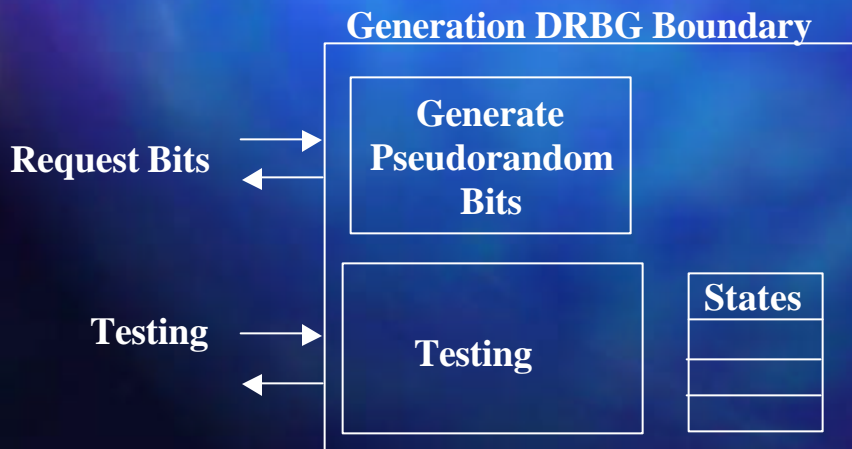 Generation DRBG Boundary
Generate
Pseudorandom
Bits
Request Bits
States
Testing
Testing